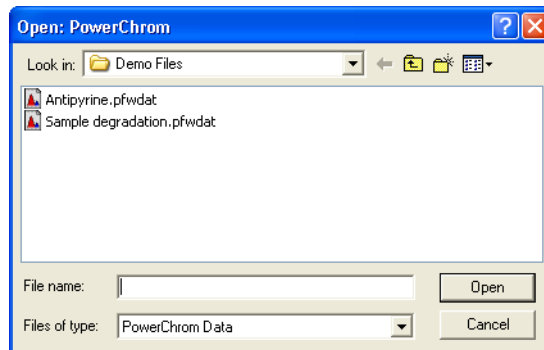 Open: PowerChrom
Look in: Demo Files
Antipyrine.pfwdat
Sample degradation.pfwdat
File name: Open
Files of type: PowerChrom Data Cancel